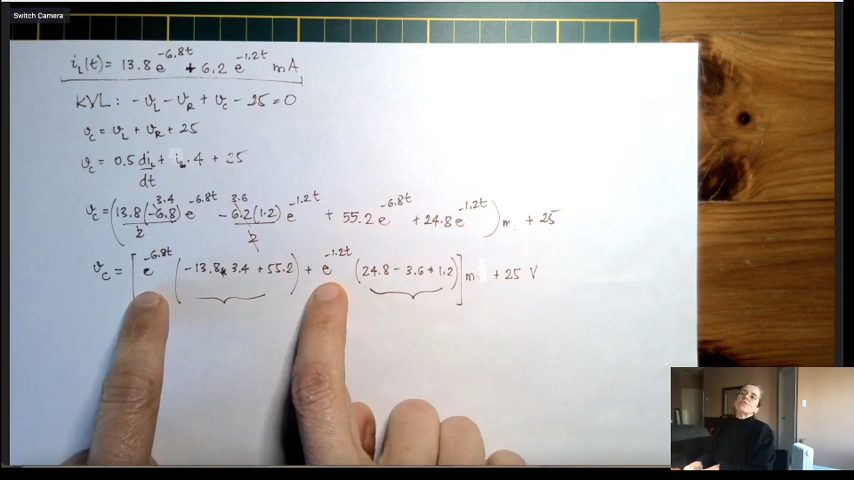 Switch Camera
i_L(t) = 13.8 e^-6.8t + 6.2 e^-1.2t mA
KVL: -v_L - v_R + v_C - 25 = 0
v_C = v_L + v_R + 25
v_C = 0.5 di_L/dt + i_L . 4 + 25
v_C = (13.8(-6.8)/2 3.4 e^-6.8t - 6.2(1.2)/2 3.6 e^-1.2t + 55.2 e^-6.8t + 24.8 e^-1.2t) m + 25
v_C = [e^-6.8t (-13.8 * 3.4 + 55.2) + e^-1.2t (24.8 - 3.6 * 1.2)] m + 25 V